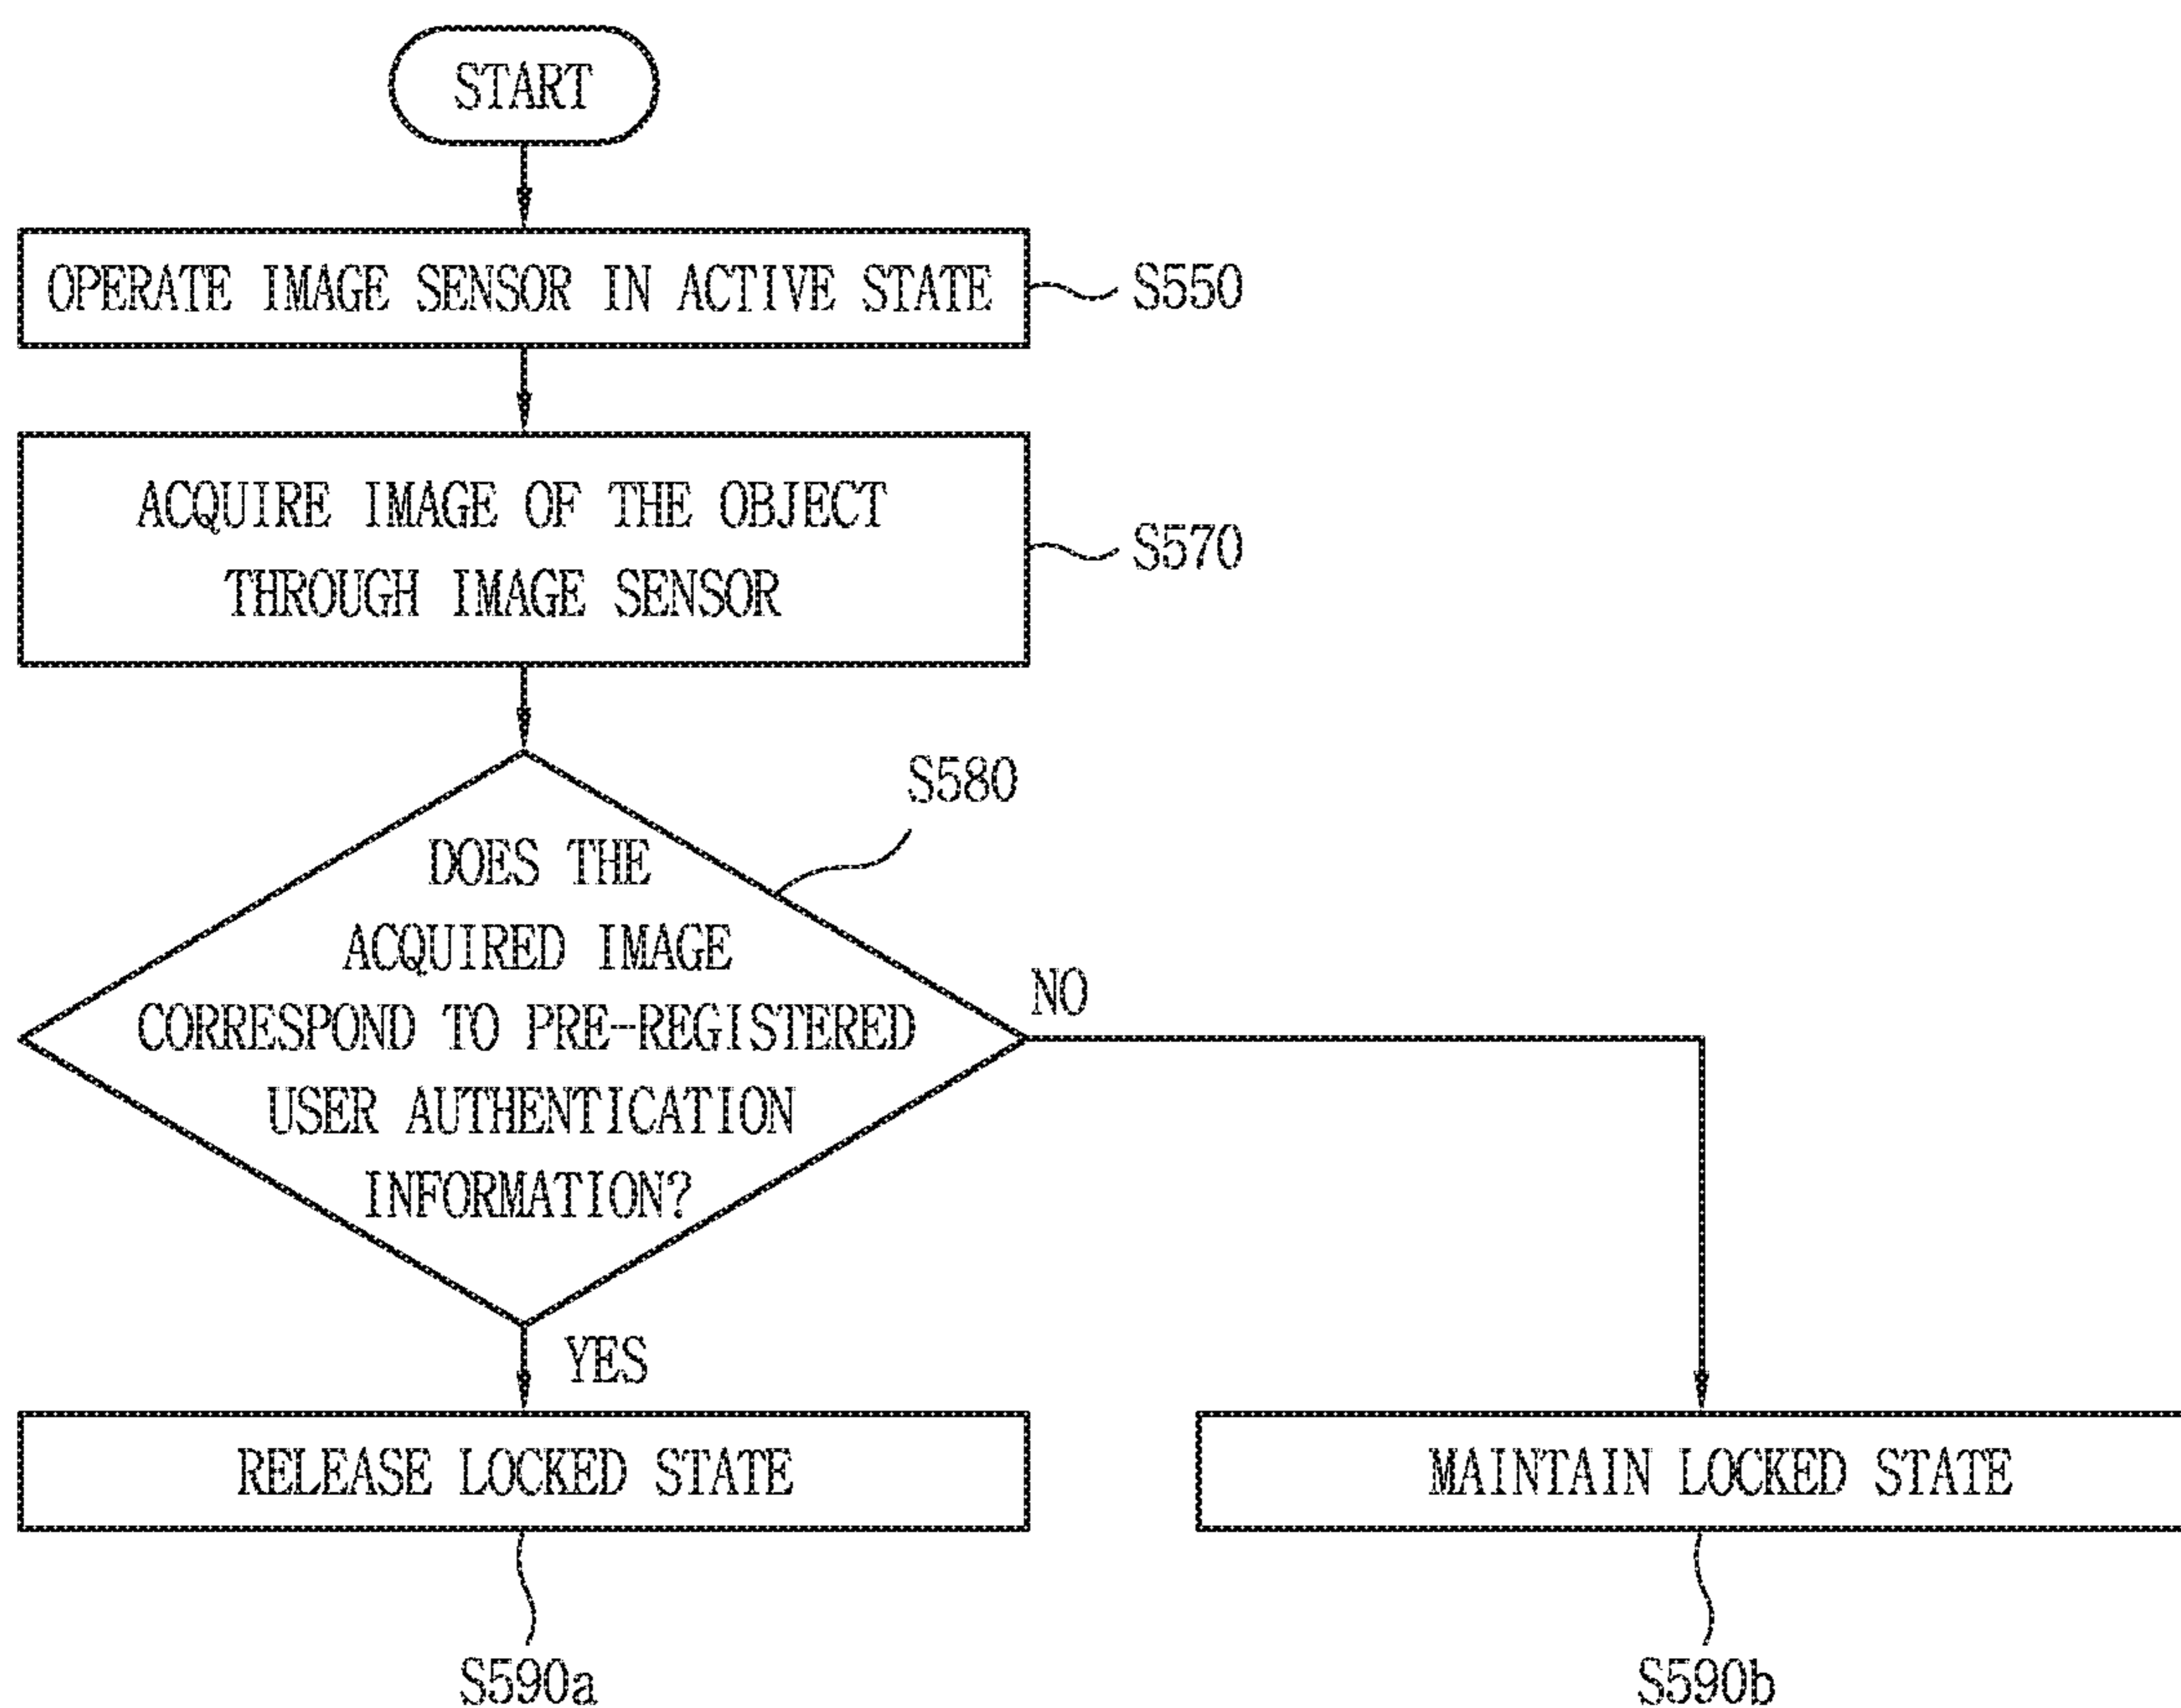 START
OPERATE IMAGE SENSOR IN ACTIVE STATE
S550
ACQUIRE IMAGE OF THE OBJECT
THROUGH IMAGE SENSOR
S570
S580
DOES THE
ACQUIRED IMAGE
CORRESPOND TO PRE-REGISTERED
USER AUTHENTICATION
INFORMATION?
NO
YES
RELEASE LOCKED STATE
MAINTAIN LOCKED STATE
S590a
S590b